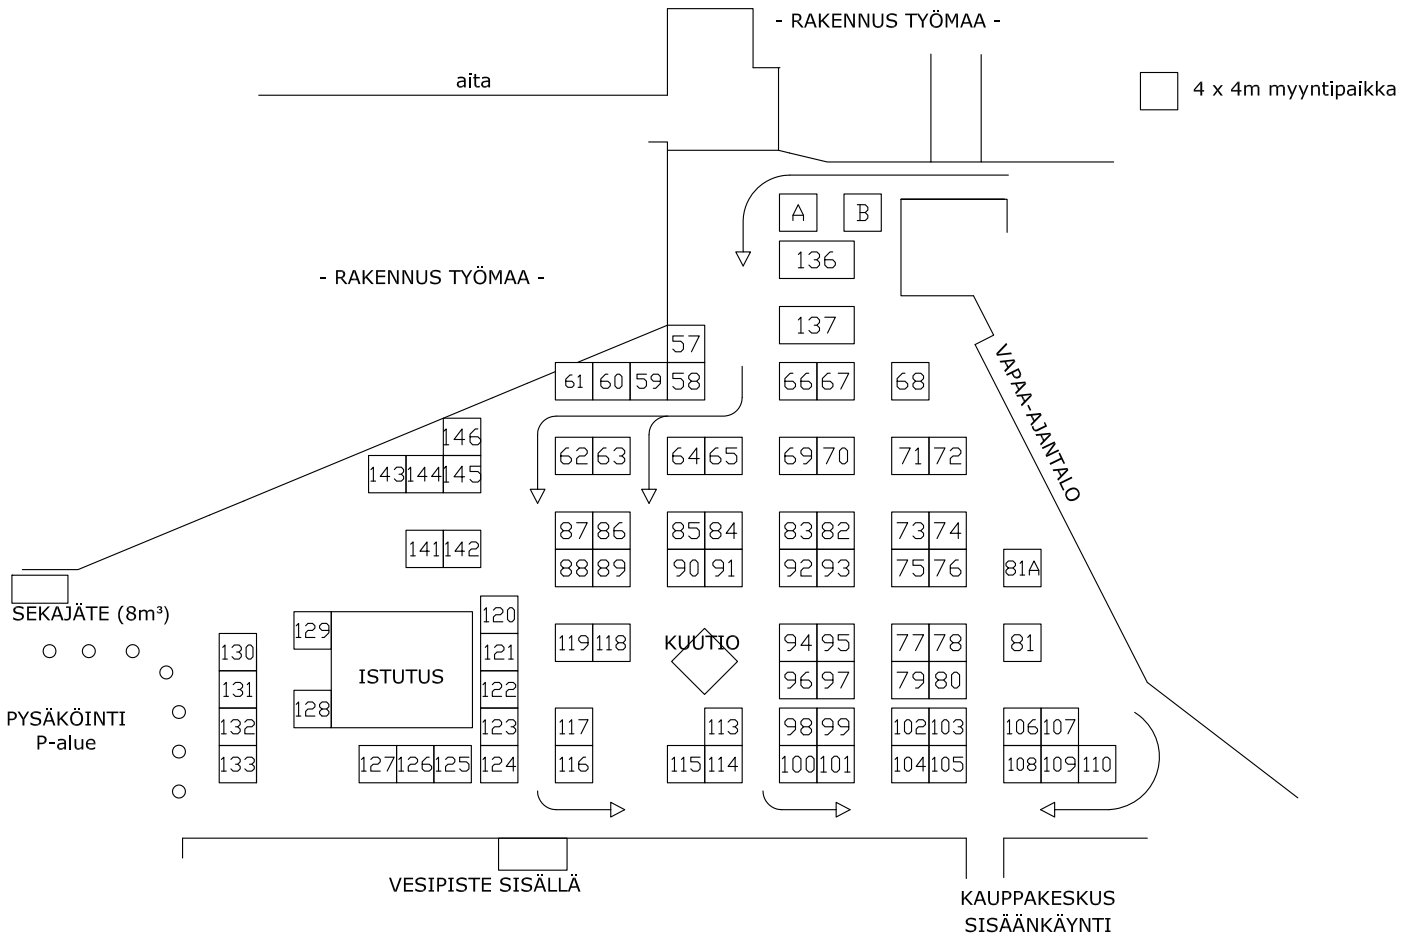 - RAKENNUS TYÖMAA -
aita
4 x 4m myyntipaikka
A B
136
- RAKENNUS TYÖMAA -
137
57
61 60 59 58 66 67 68
VAPAA-AJANTALO
146
62 63 64 65 69 70 71 72
143 144 145
87 86 85 84 83 82 73 74
141 142
88 89 90 91 92 93 75 76 81A
SEKAJÄTE (8m³)
120
129
119 118 KUUTIO 94 95 77 78 81
130 121
ISTUTUS
96 97 79 80
131 122
128
PYSÄKÖINTI
P-alue
132 123 117 113 98 99 102 103 106 107
133 127 126 125 124 116 115 114 100 101 104 105 108 109 110
VESIPISTE SISÄLLÄ
KAUPPAKESKUS
SISÄÄNKÄYNTI